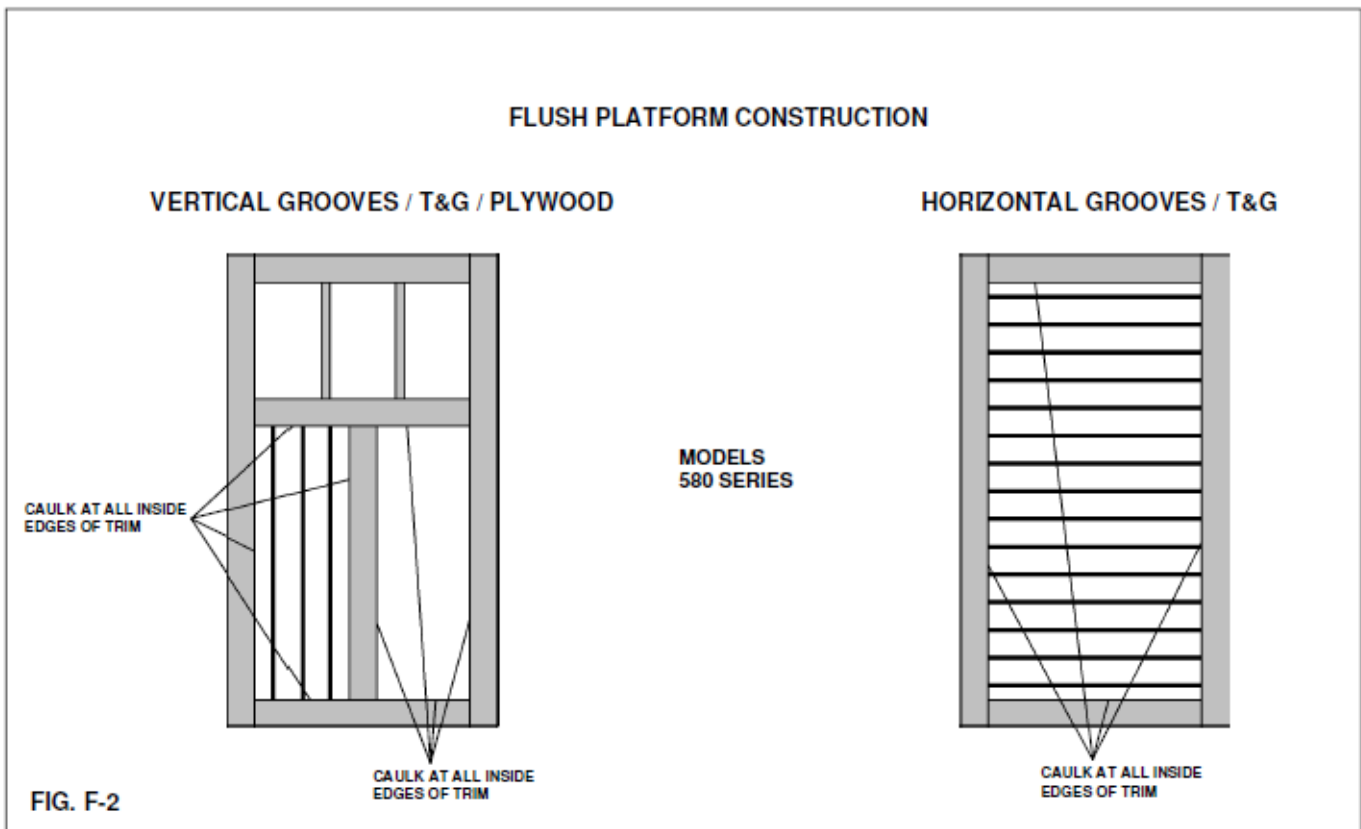 FLUSH PLATFORM CONSTRUCTION
VERTICAL GROOVES / T&G / PLYWOOD
HORIZONTAL GROOVES / T&G
MODELS
580 SERIES
CAULK AT ALL INSIDE
EDGES OF TRIM
CAULK AT ALL INSIDE
EDGES OF TRIM
CAULK AT ALL INSIDE
EDGES OF TRIM
FIG. F-2